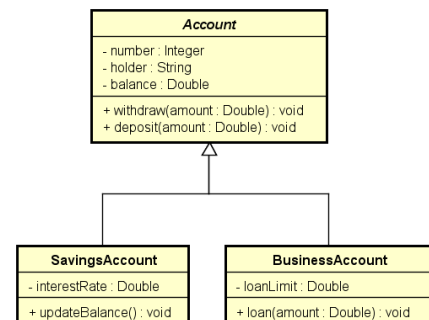 Account
- number : Integer
- holder : String
- balance : Double
+ withdraw(amount : Double) : void
+ deposit(amount : Double) : void
SavingsAccount
- interestRate : Double
+ updateBalance() : void
BusinessAccount
- loanLimit : Double
+ loan(amount : Double) : void